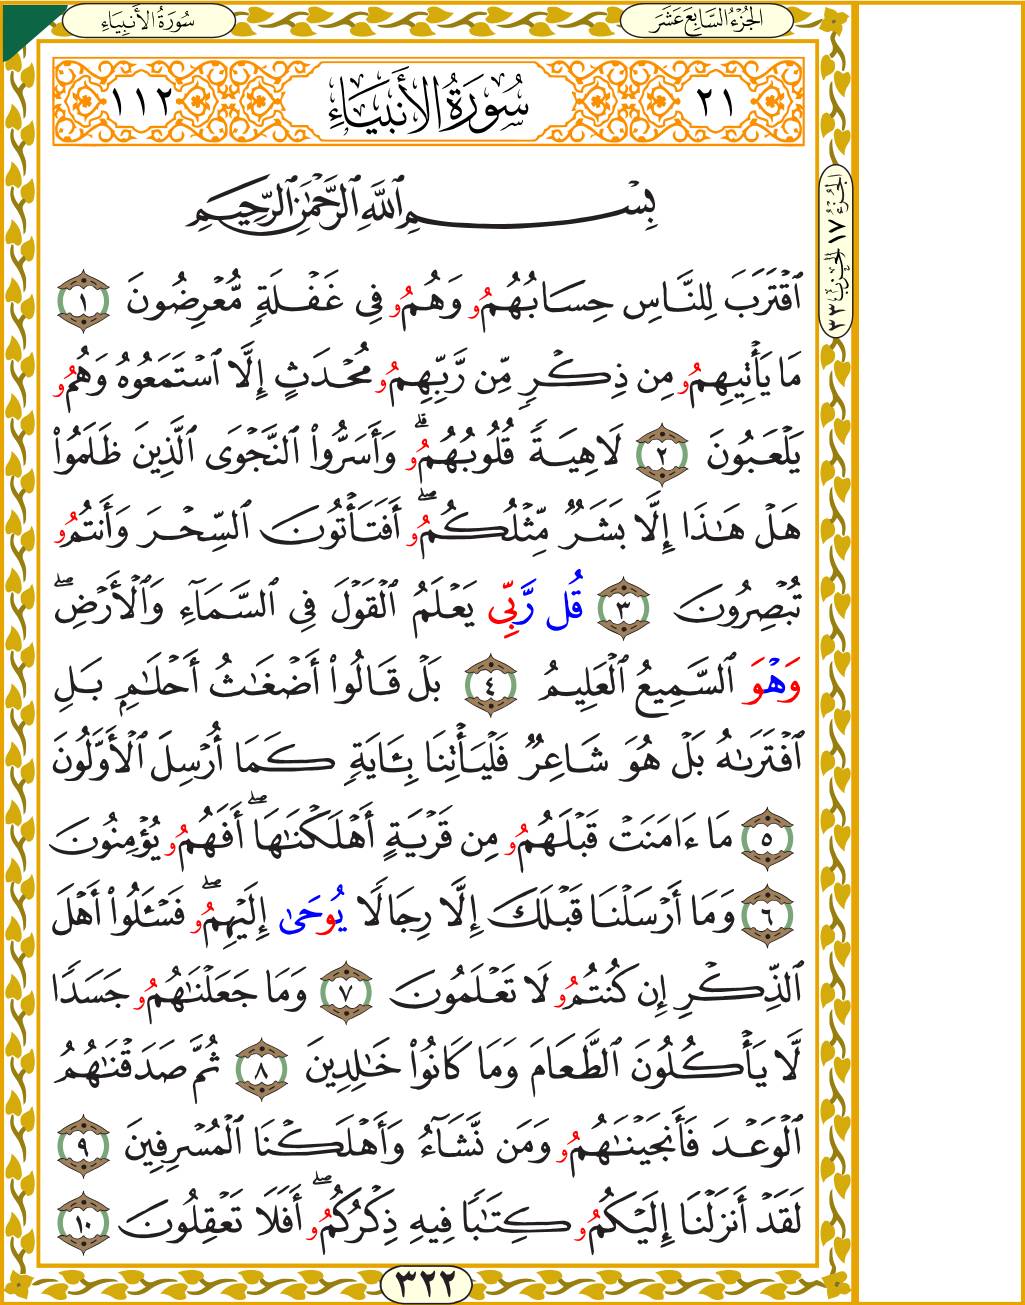 سُورَةُ الأَنبِيَاءِ
الجُزْءُ السَّابِعَ عَشَرَ
٢١
سُورَةُ الأَنبِيَاءِ
١١٢
بِسْمِ ٱللَّهِ ٱلرَّحْمَٰنِ ٱلرَّحِيمِ
ٱقْتَرَبَ لِلنَّاسِ حِسَابُهُمُۥ وَهُمُۥ فِى غَفْلَةٍ مُّعْرِضُونَ ١
مَا يَأْتِيهِمُۥ مِن ذِكْرٍ مِّن رَّبِّهِمُۥ مُحْدَثٍ إِلَّا ٱسْتَمَعُوهُ وَهُمُۥ
يَلْعَبُونَ ٢ لَاهِيَةً قُلُوبُهُمُۥۗ وَأَسَرُّوا۟ ٱلنَّجْوَى ٱلَّذِينَ ظَلَمُوا۟
هَلْ هَٰذَا إِلَّا بَشَرٌ مِّثْلُكُمُۥۖ أَفَتَأْتُونَ ٱلسِّحْرَ وَأَنتُمُۥ
تُبْصِرُونَ ٣ قُل رَّبِّى يَعْلَمُ ٱلْقَوْلَ فِى ٱلسَّمَآءِ وَٱلْأَرْضِۖ
وَهْوَ ٱلسَّمِيعُ ٱلْعَلِيمُ ٤ بَلْ قَالُوا۟ أَضْغَٰثُ أَحْلَٰمٍ بَلِ
ٱفْتَرَىٰهُ بَلْ هُوَ شَاعِرٌ فَلْيَأْتِنَا بِـَٔايَةٍ كَمَا أُرْسِلَ ٱلْأَوَّلُونَ
٥ مَا ءَامَنَتْ قَبْلَهُمُۥ مِن قَرْيَةٍ أَهْلَكْنَٰهَاۖ أَفَهُمُۥ يُؤْمِنُونَ
٦ وَمَا أَرْسَلْنَا قَبْلَكَ إِلَّا رِجَالًا يُوحَىٰ إِلَيْهِمُۥۖ فَسْـَٔلُوا۟ أَهْلَ
ٱلذِّكْرِ إِن كُنتُمُۥ لَا تَعْلَمُونَ ٧ وَمَا جَعَلْنَٰهُمُۥ جَسَدًا
لَّا يَأْكُلُونَ ٱلطَّعَامَ وَمَا كَانُوا۟ خَٰلِدِينَ ٨ ثُمَّ صَدَقْنَٰهُمُ
ٱلْوَعْدَ فَأَنجَيْنَٰهُمُۥ وَمَن نَّشَآءُ وَأَهْلَكْنَا ٱلْمُسْرِفِينَ ٩
لَقَدْ أَنزَلْنَا إِلَيْكُمُۥ كِتَٰبًا فِيهِ ذِكْرُكُمُۥۖ أَفَلَا تَعْقِلُونَ ١٠
الجُزْءُ ١٧ الحِزْبُ ٣٣
٣٢٢